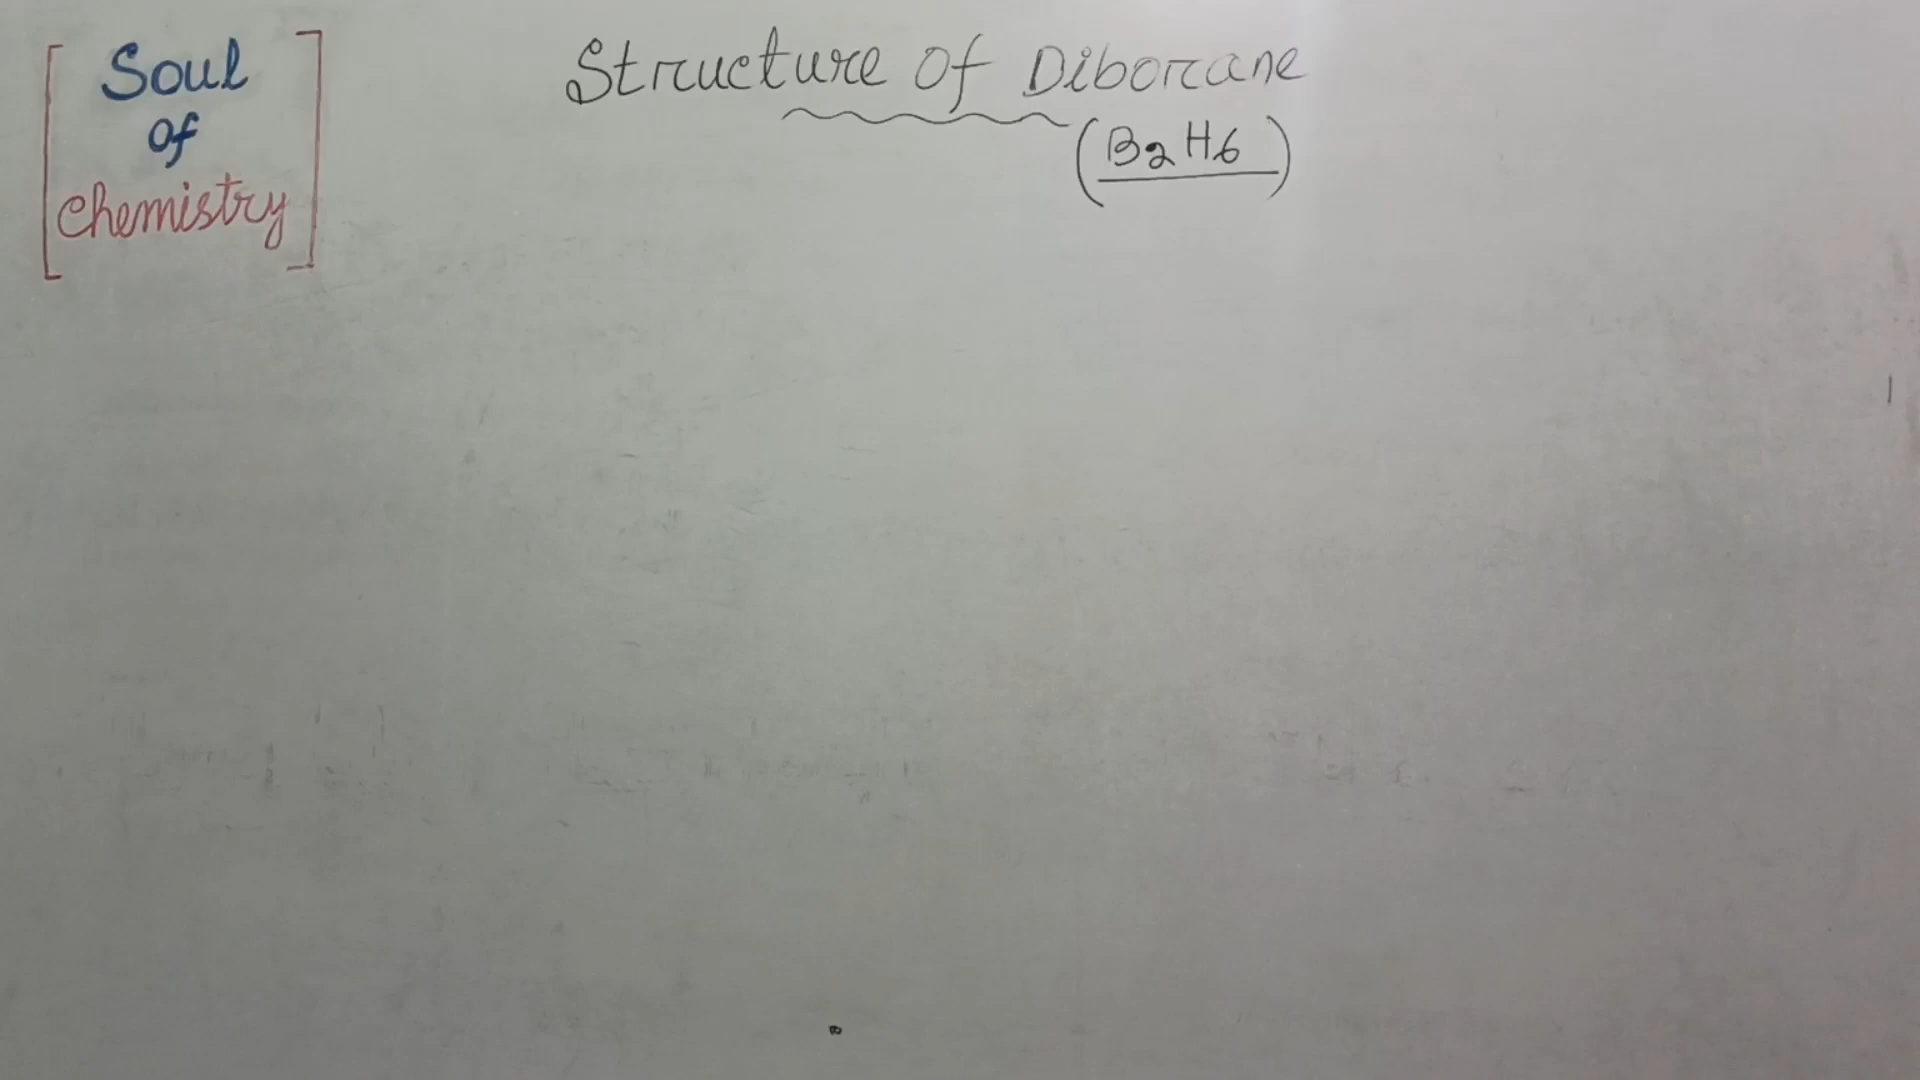 Soul
Of
Chemistry
Structure Of Diborane
(B2H6)